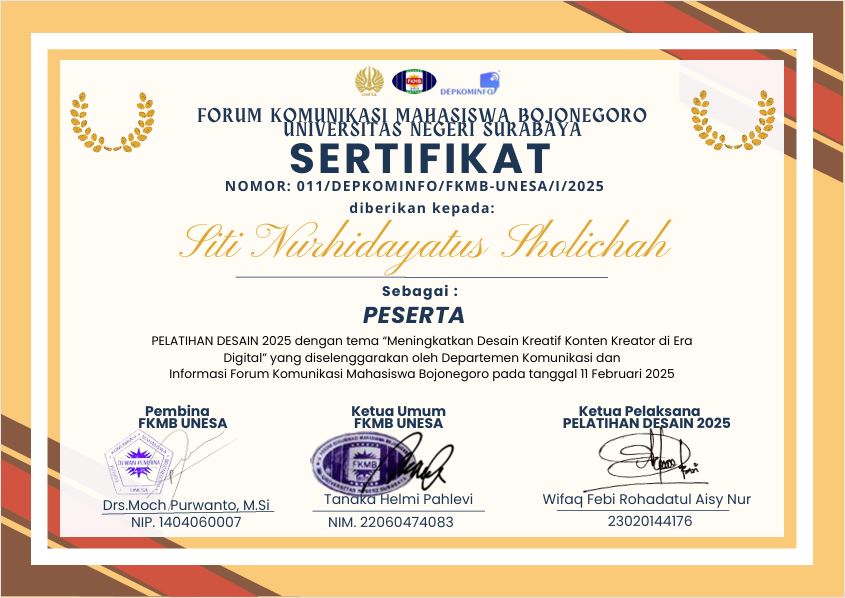 DEPKOMINFO
FORUM KOMUNIKASI MAHASISWA BOJONEGORO
UNIVERSITAS NEGERI SURABAYA
SERTIFIKAT
NOMOR: 011/DEPKOMINFO/FKMB-UNESA/I/2025
diberikan kepada:
Siti Nurhidayatus Sholichah
Sebagai :
PESERTA
PELATIHAN DESAIN 2025 dengan tema “Meningkatkan Desain Kreatif Konten Kreator di Era
Digital” yang diselenggarakan oleh Departemen Komunikasi dan
Informasi Forum Komunikasi Mahasiswa Bojonegoro pada tanggal 11 Februari 2025
Pembina
FKMB UNESA
DEWAN PEMBINA
UNESA
Drs.Moch Purwanto, M.Si
NIP. 1404060007
Ketua Umum
FKMB UNESA
FKMB
Tanaka Helmi Pahlevi
NIM. 22060474083
Ketua Pelaksana
PELATIHAN DESAIN 2025
Wifaq Febi Rohadatul Aisy Nur
23020144176